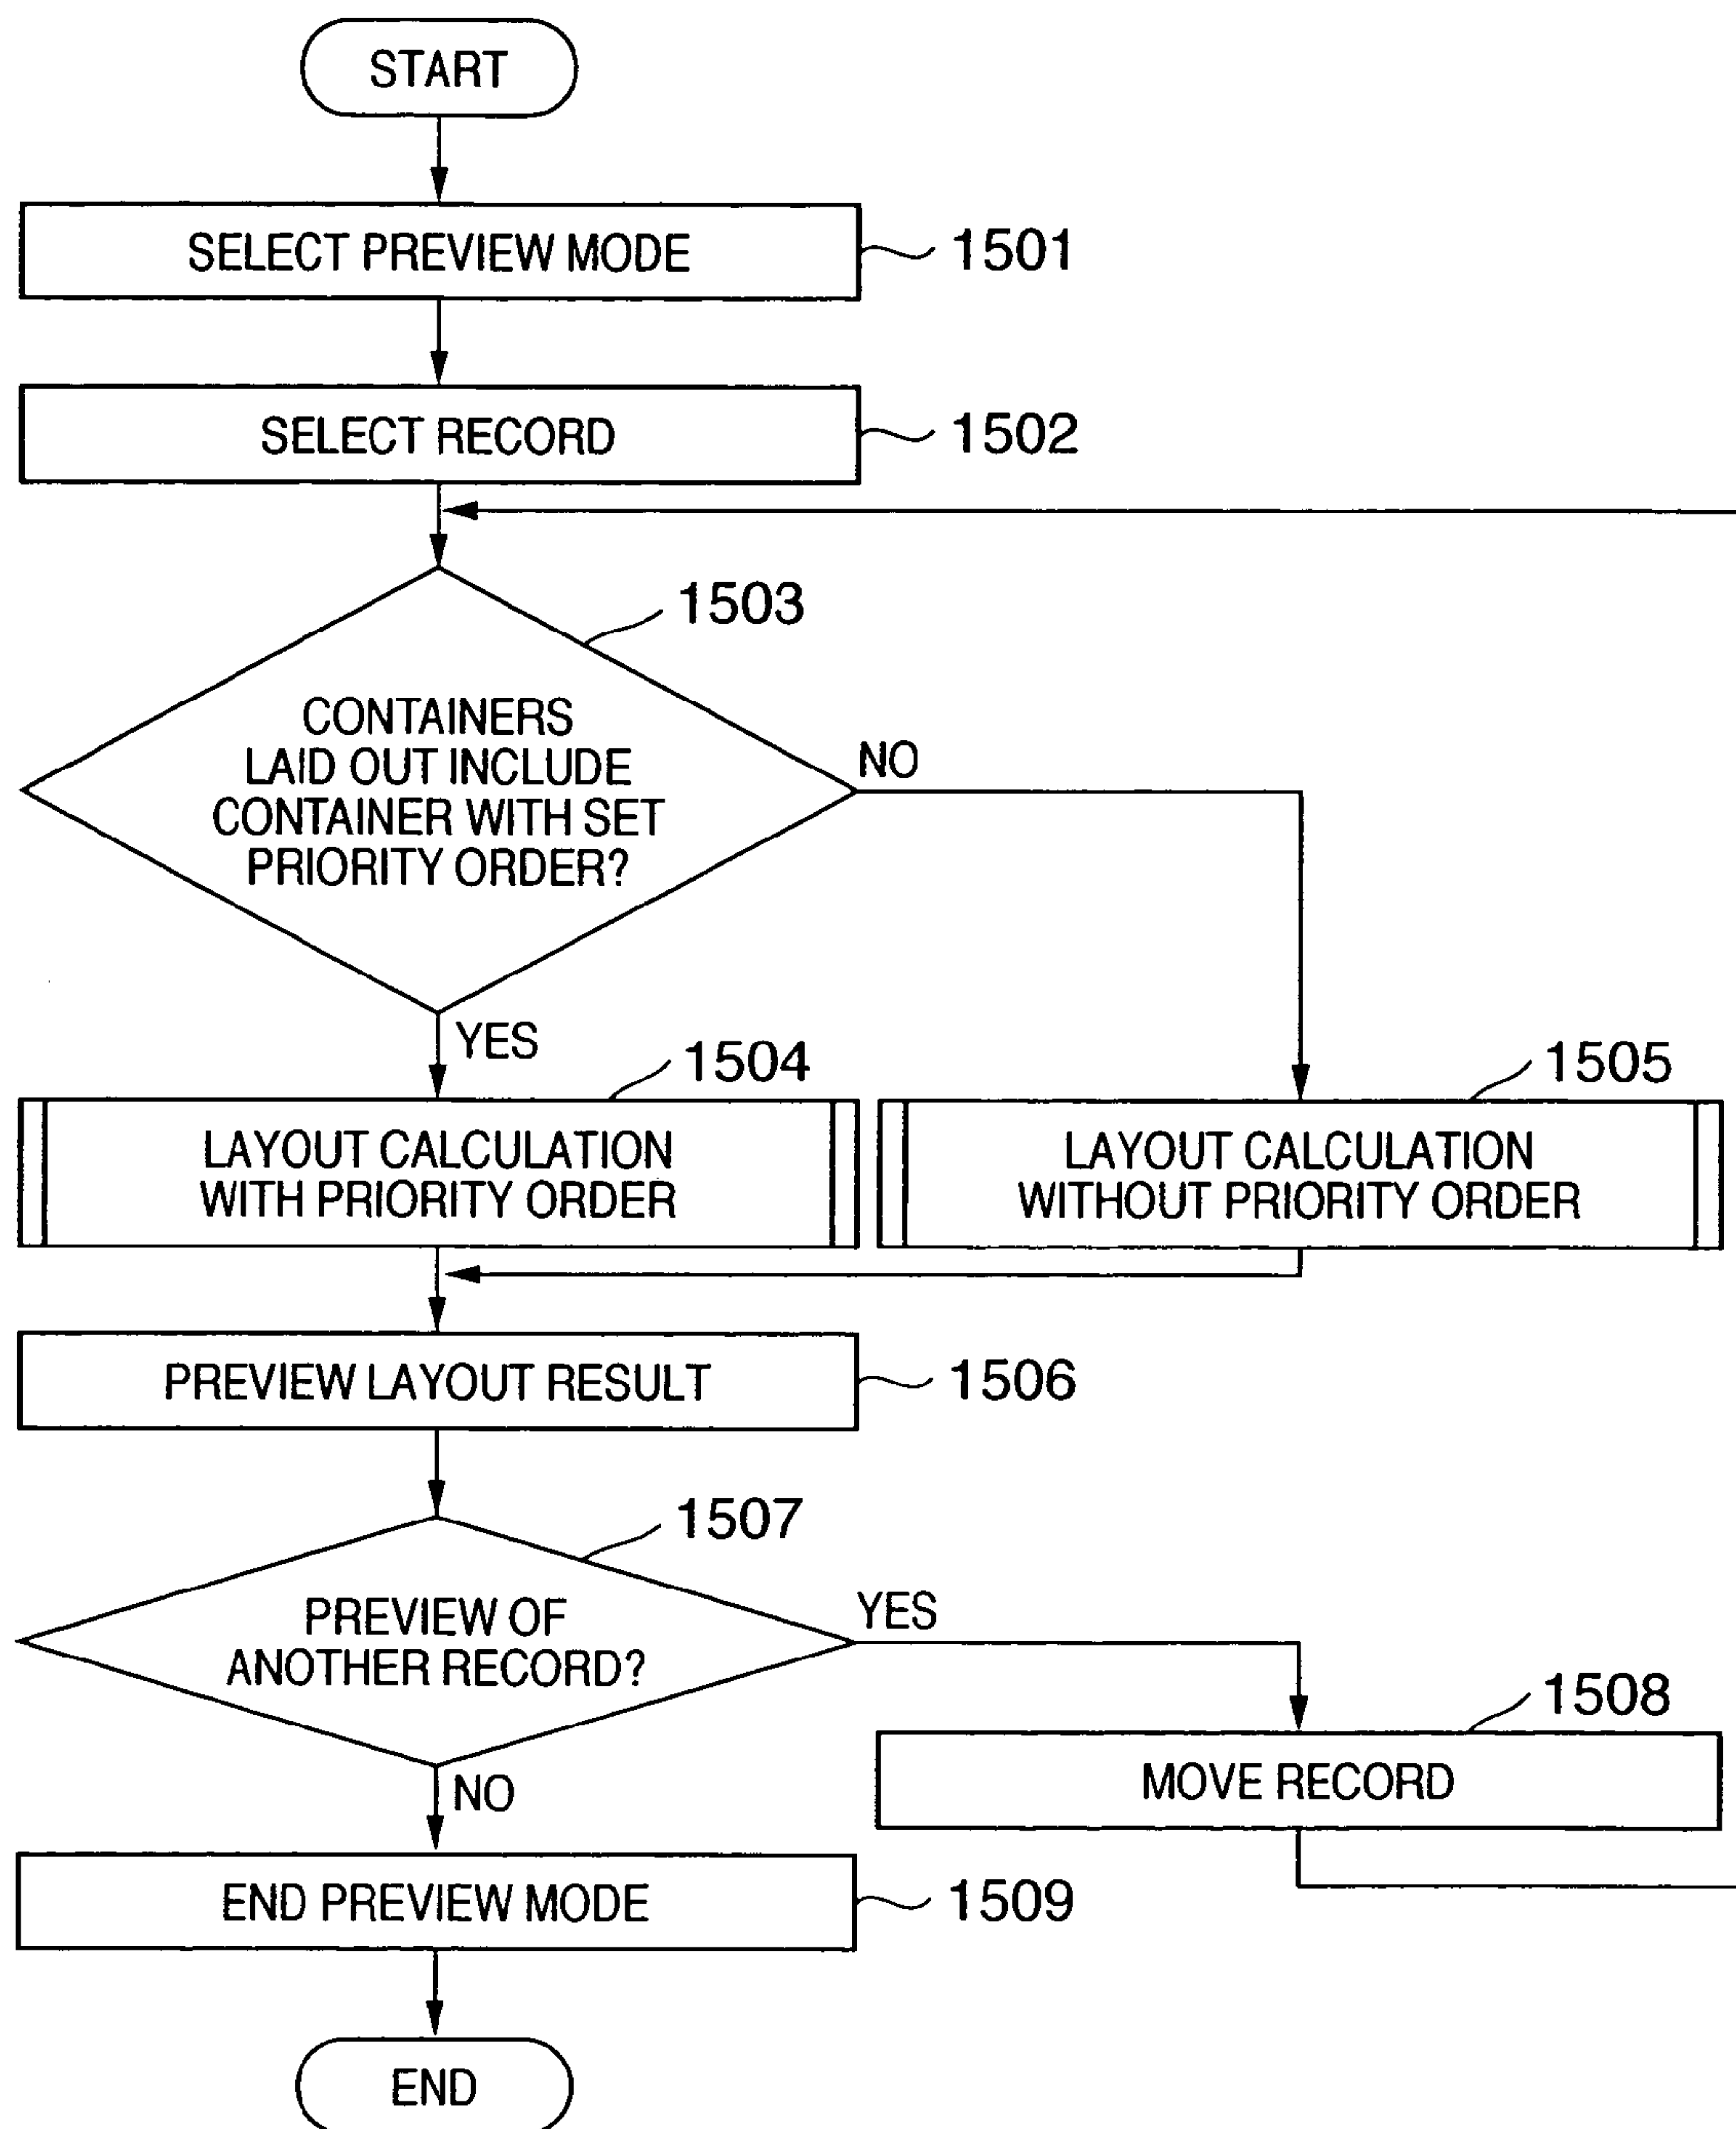 START
SELECT PREVIEW MODE
1501
SELECT RECORD
1502
1503
CONTAINERS
LAID OUT INCLUDE
CONTAINER WITH SET
PRIORITY ORDER?
NO
YES
1504
LAYOUT CALCULATION
WITH PRIORITY ORDER
1505
LAYOUT CALCULATION
WITHOUT PRIORITY ORDER
PREVIEW LAYOUT RESULT
1506
1507
PREVIEW OF
ANOTHER RECORD?
YES
1508
MOVE RECORD
NO
END PREVIEW MODE
1509
END